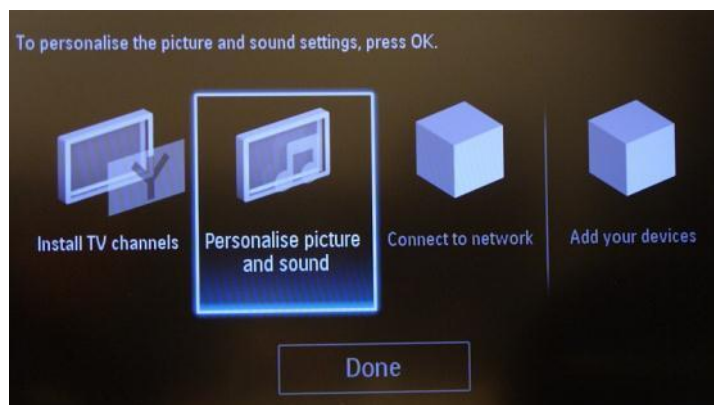 To personalise the picture and sound settings, press OK.
Install TV channels
Personalise picture
and sound
Connect to network
Add your devices
Done